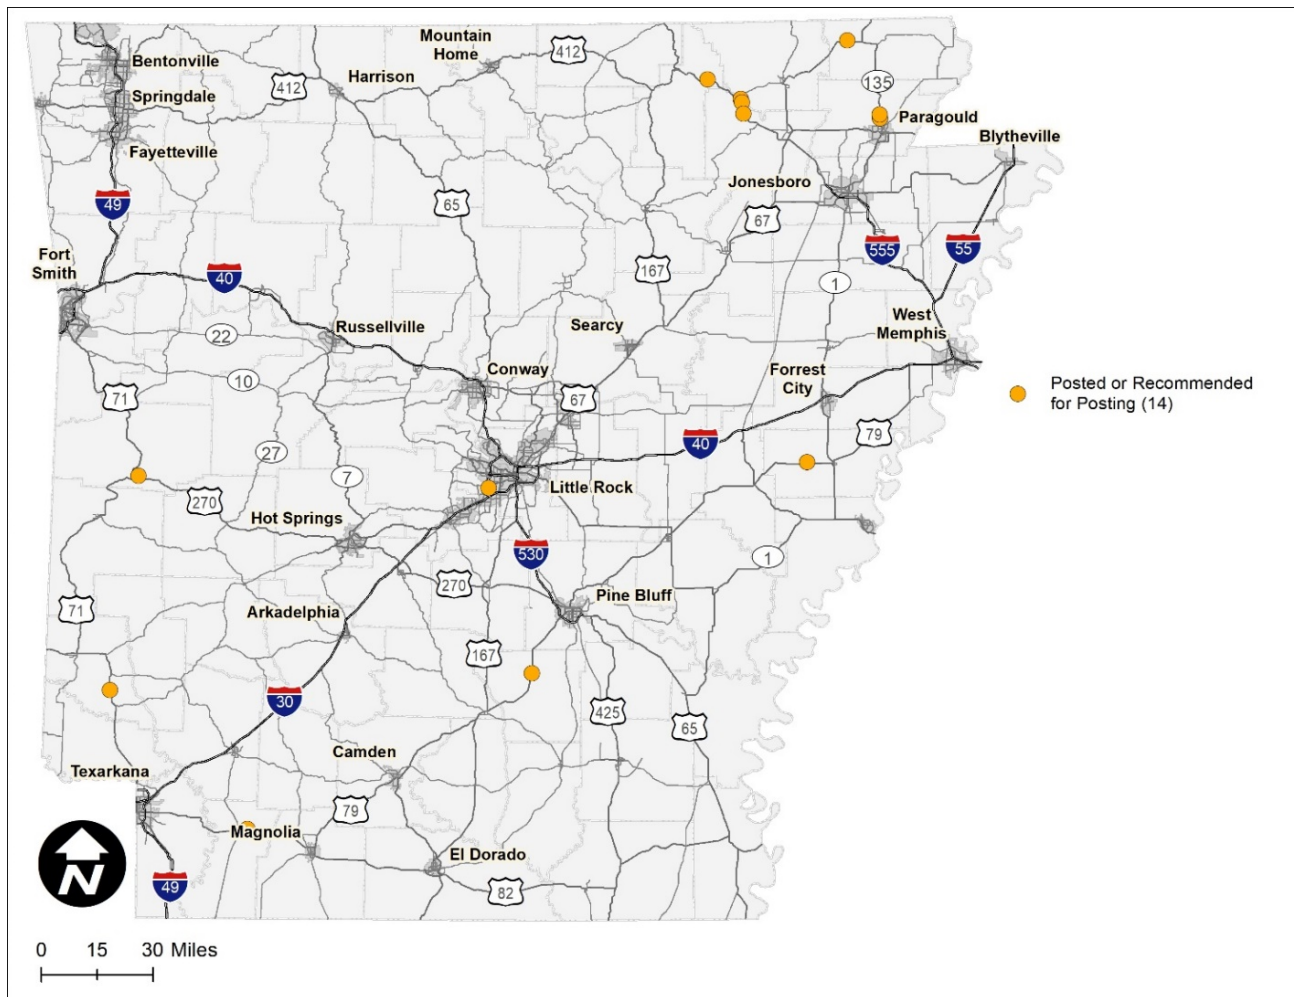 Mountain
Home
412
Bentonville
Harrison
412
Springdale
135
Paragould
Blytheville
Fayetteville
Jonesboro
49
65
67
555
55
Fort
Smith
40
167
1
22
Russellville
Searcy
West
Memphis
Conway
Forrest
City
10
71
67
Posted or Recommended
for Posting (14)
79
27
40
7
270
Little Rock
Hot Springs
530
1
270
Pine Bluff
71
Arkadelphia
167
30
425
65
Camden
Texarkana
79
Magnolia
El Dorado
N
49
82
0 15 30 Miles